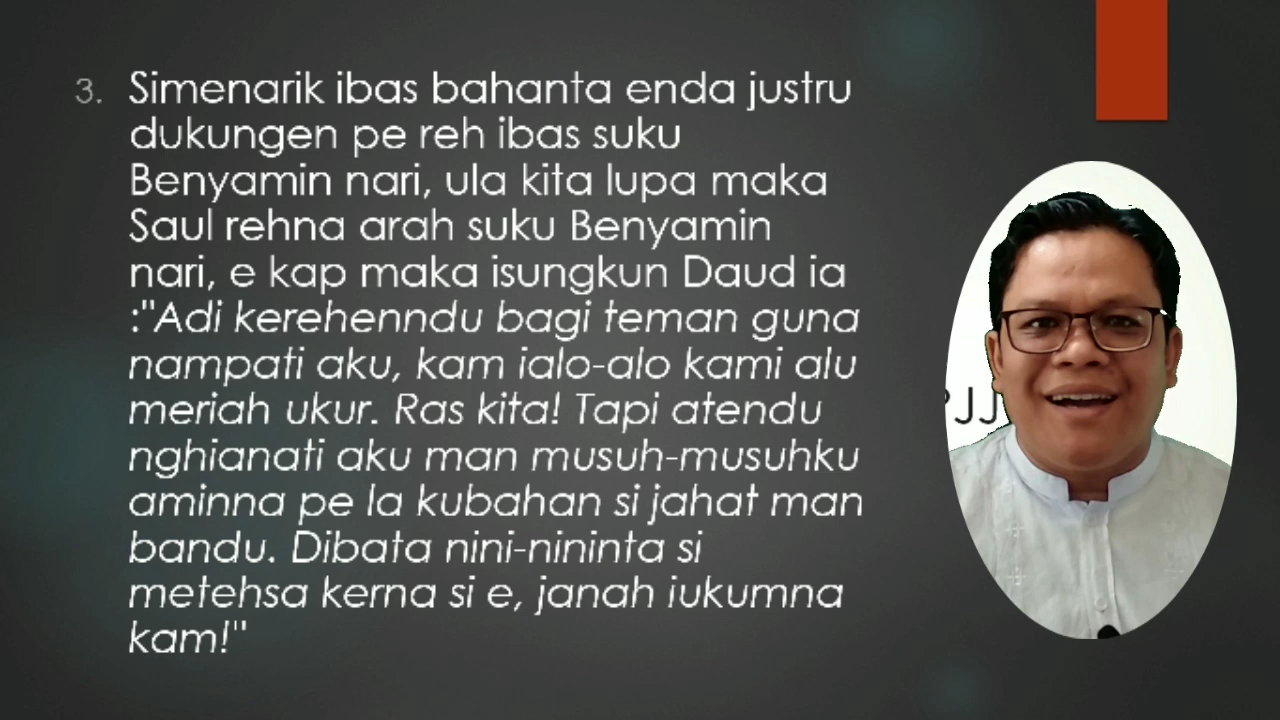 3. Simenarik ibas bahanta enda justru
dukungen pe reh ibas suku
Benyamin nari, ula kita lupa maka
Saul rehna arah suku Benyamin
nari, e kap maka isungkun Daud ia
:"Adi kerehenndu bagi teman guna
nampati aku, kam ialo-alo kami alu
meriah ukur. Ras kita! Tapi atendu
nghianati aku man musuh-musuhku
aminna pe la kubahan si jahat man
bandu. Dibata nini-nininta si
metehsa kerna si e, janah iukumna
kam!"
PJJ